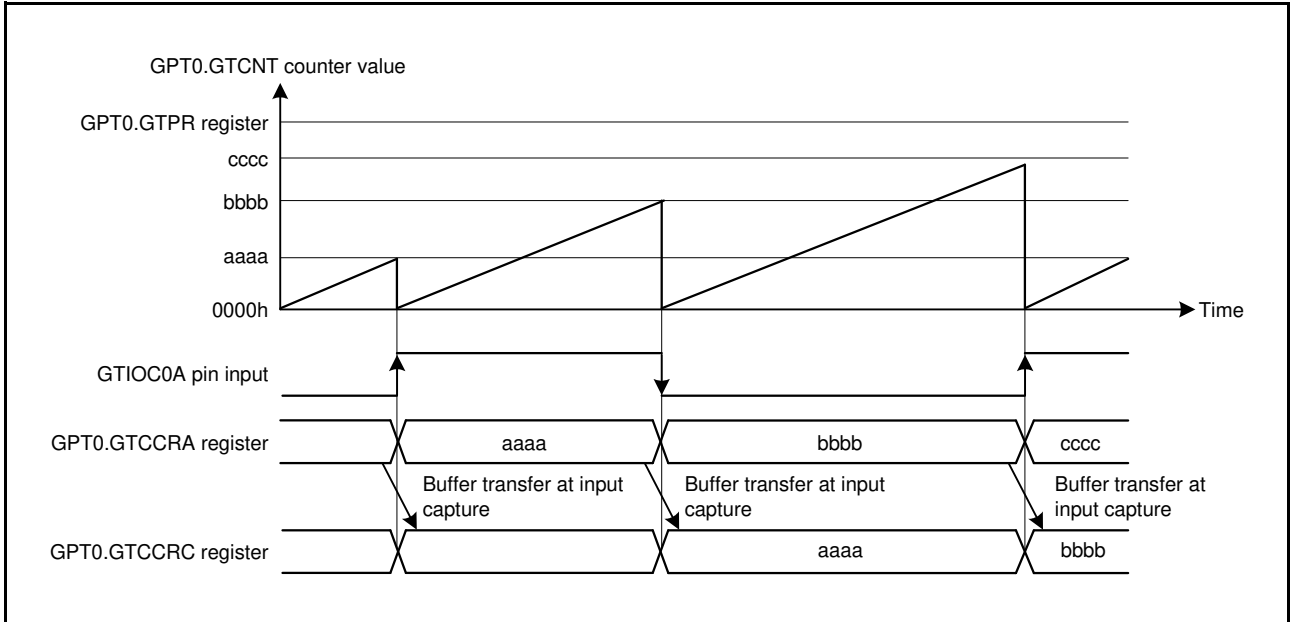 GPT0.GTCNT counter value
GPT0.GTPR register
cccc
bbbb
aaaa
0000h
Time
GTIOC0A pin input
GPT0.GTCCRA register
aaaa
bbbb
cccc
Buffer transfer at input
capture
Buffer transfer at input
capture
Buffer transfer at
input capture
GPT0.GTCCRC register
aaaa
bbbb